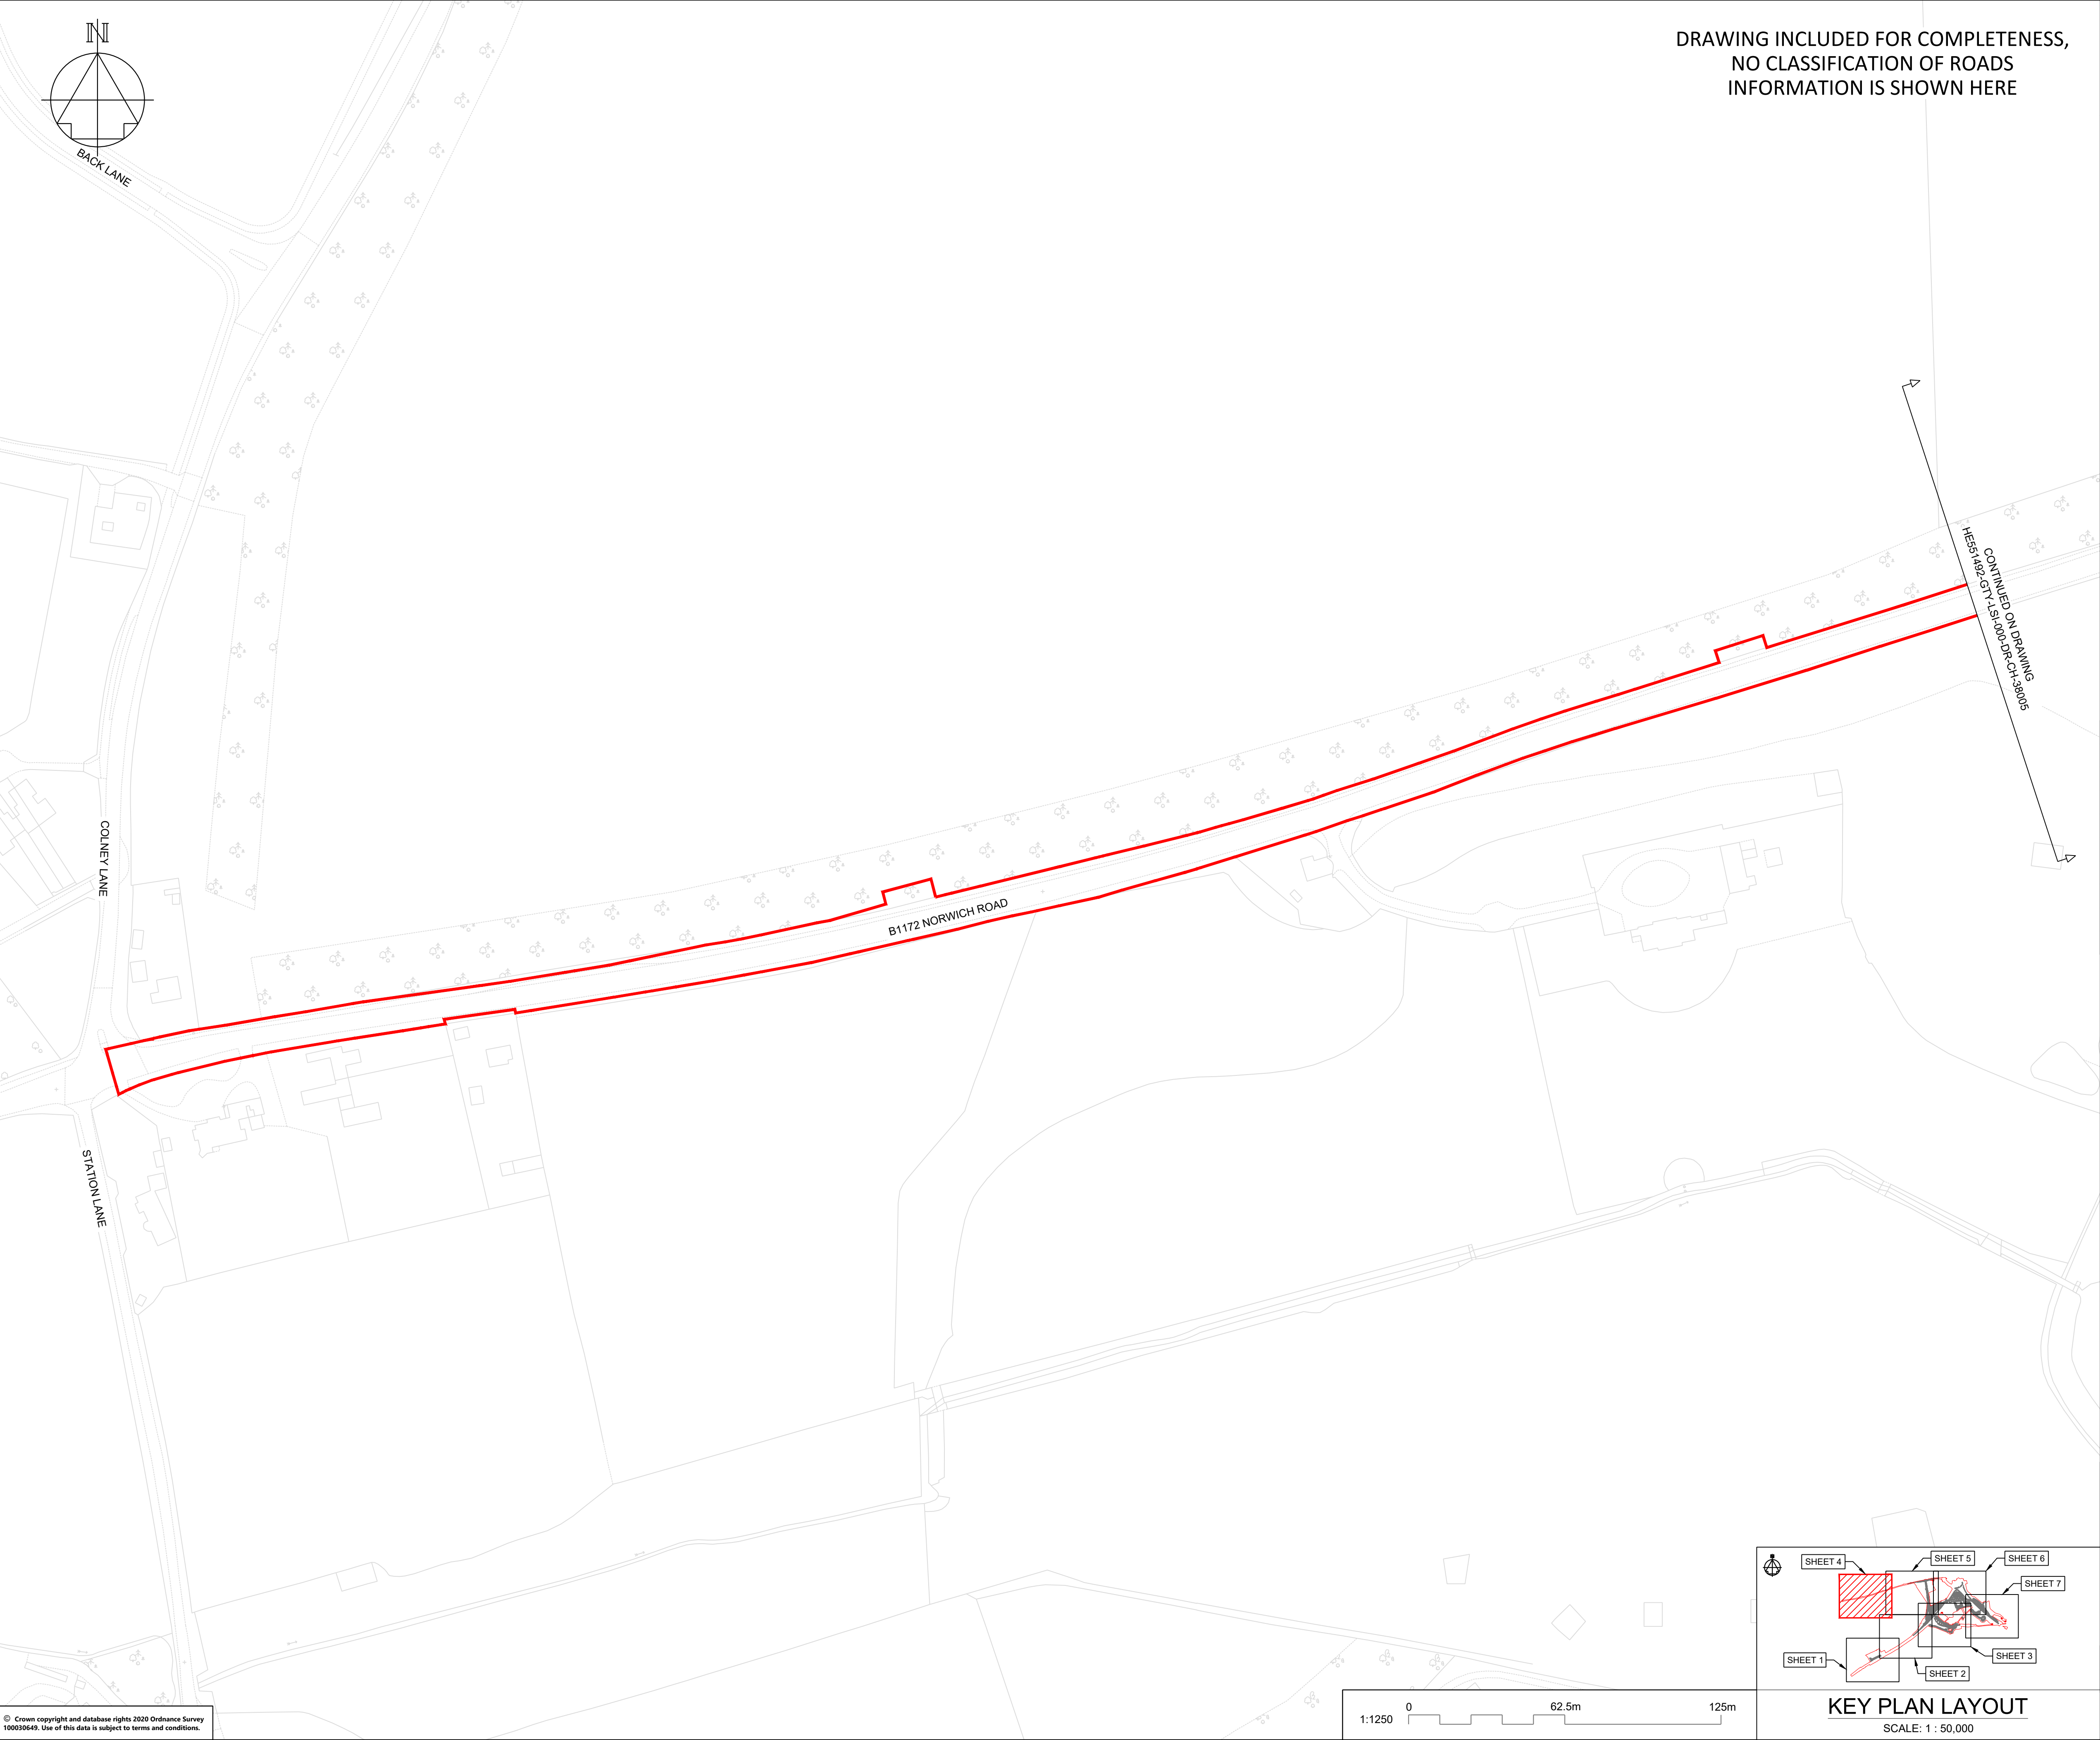 N
DRAWING INCLUDED FOR COMPLETENESS,
NO CLASSIFICATION OF ROADS
INFORMATION IS SHOWN HERE
BACK LANE
CONTINUED ON DRAWING
HE551492-GTY-LSI-000-DR-CH-38005
COLNEY LANE
B1172 NORWICH ROAD
STATION LANE
SHEET 4
SHEET 5
SHEET 6
SHEET 7
SHEET 1
SHEET 2
SHEET 3
KEY PLAN LAYOUT
SCALE: 1 : 50,000
1:1250
0
62.5m
125m
© Crown copyright and database rights 2020 Ordnance Survey
100030649. Use of this data is subject to terms and conditions.